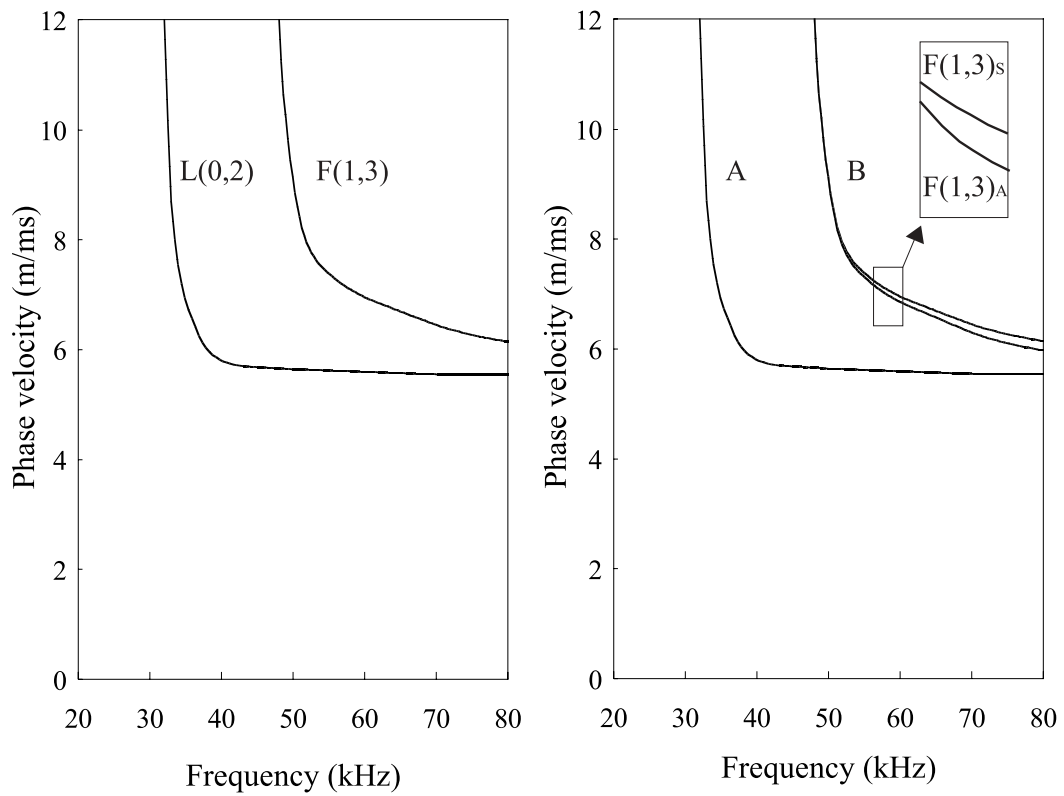 12
10
8
6
4
2
0
Phase velocity (m/ms)
L(0,2)
F(1,3)
20 30 40 50 60 70 80
Frequency (kHz)
12
10
8
6
4
2
0
Phase velocity (m/ms)
A
B
F(1,3)S
F(1,3)A
20 30 40 50 60 70 80
Frequency (kHz)